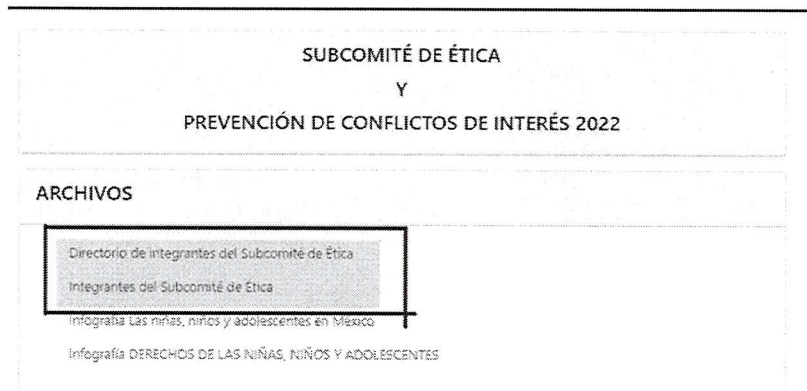 SUBCOMITÉ DE ÉTICA
Y
PREVENCIÓN DE CONFLICTOS DE INTERÉS 2022
ARCHIVOS
Directorio de integrantes del Subcomité de Ética
Integrantes del Subcomité de Ética
Infografía Las niñas, niños y adolescentes en México
Infografía DERECHOS DE LAS NIÑAS, NIÑOS Y ADOLESCENTES